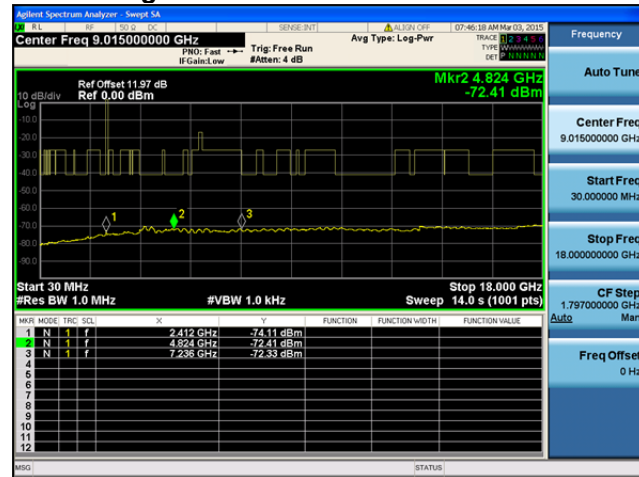 Agilent Spectrum Analyzer - Swept SA
RL RF 50 Ω DC SENSE:INT ALIGN OFF 07:46:18 AM Mar 03, 2015
Center Freq 9.015000000 GHz
PNO: Fast
IFGain:Low
Trig: Free Run
#Atten: 4 dB
Avg Type: Log-Pwr
TRACE 1 2 3 4 5 6
TYPE
DET P N N N N N
Ref Offset 11.97 dB
10 dB/div Ref 0.00 dBm
Log
Mkr2 4.824 GHz
-72.41 dBm
-10.0
-20.0
-30.0
-40.0
-50.0
-60.0
-70.0
-80.0
-90.0
1
2
3
Start 30 MHz Stop 18.000 GHz
#Res BW 1.0 MHz #VBW 1.0 kHz Sweep 14.0 s (1001 pts)
MKR MODE TRC SCL X Y FUNCTION FUNCTION WIDTH FUNCTION VALUE
1 N 1 f 2.412 GHz -74.11 dBm
2 N 1 f 4.824 GHz -72.41 dBm
3 N 1 f 7.236 GHz -72.33 dBm
4
5
6
7
8
9
10
11
12
MSG STATUS
Frequency
Auto Tune
Center Freq
9.015000000 GHz
Start Freq
30.000000 MHz
Stop Freq
18.000000000 GHz
CF Step
1.797000000 GHz
Auto Man
Freq Offset
0 Hz